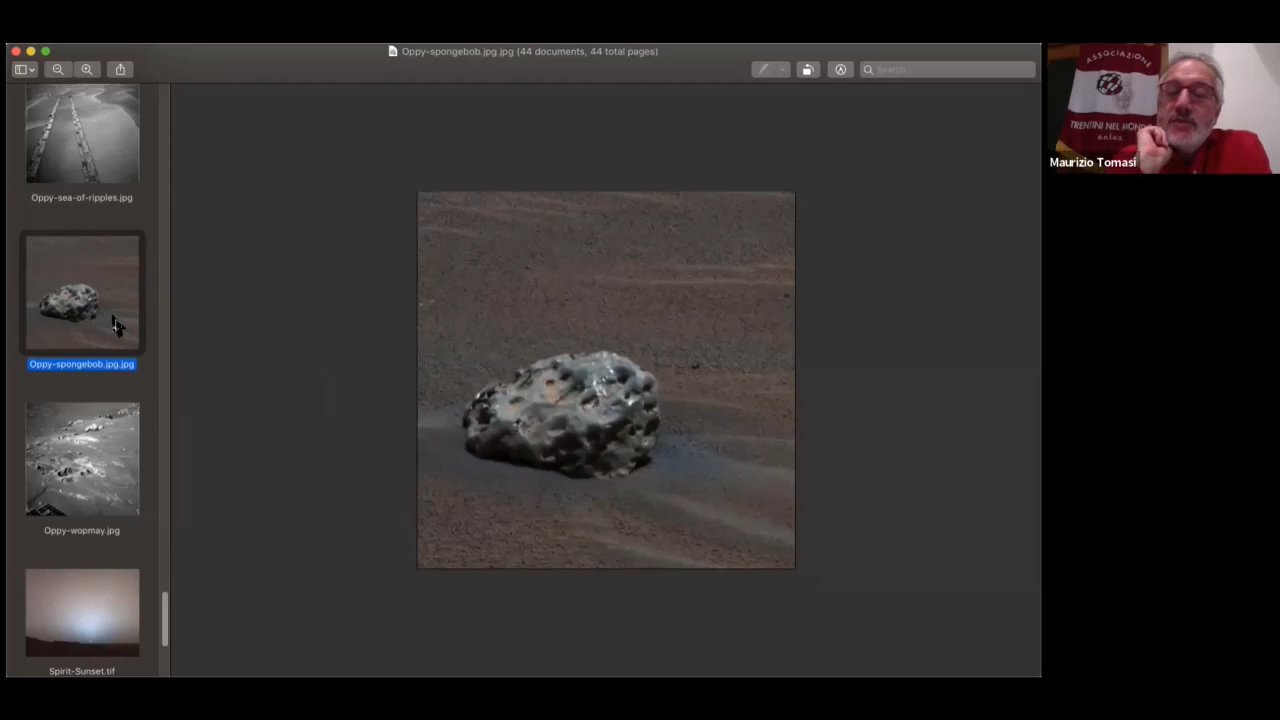 Oppy-spongebob.jpg.jpg (44 documents, 44 total pages)
Search
Oppy-sea-of-ripples.jpg
Oppy-spongebob.jpg.jpg
Oppy-wopmay.jpg
Spirit-Sunset.tif
ASSOCIAZIONE
TRENTINI NEL MONDO
o.n.l.u.s.
Maurizio Tomasi